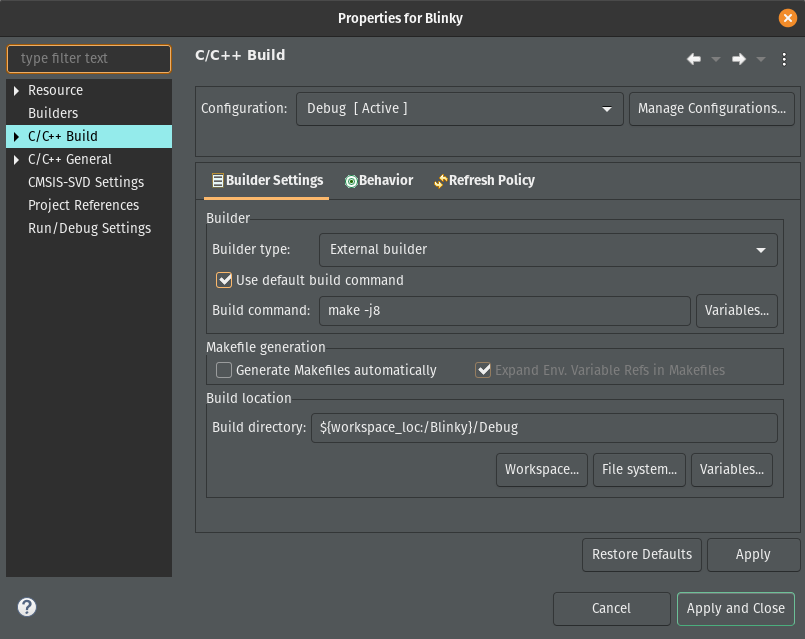 Properties for Blinky
type filter text
Resource
Builders
C/C++ Build
C/C++ General
CMSIS-SVD Settings
Project References
Run/Debug Settings
C/C++ Build
Configuration: Debug [ Active ] Manage Configurations...
Builder Settings Behavior Refresh Policy
Builder
Builder type: External builder
Use default build command
Build command: make -j8 Variables...
Makefile generation
Generate Makefiles automatically Expand Env. Variable Refs in Makefiles
Build location
Build directory: ${workspace_loc:/Blinky}/Debug
Workspace... File system... Variables...
Restore Defaults Apply
? Cancel Apply and Close